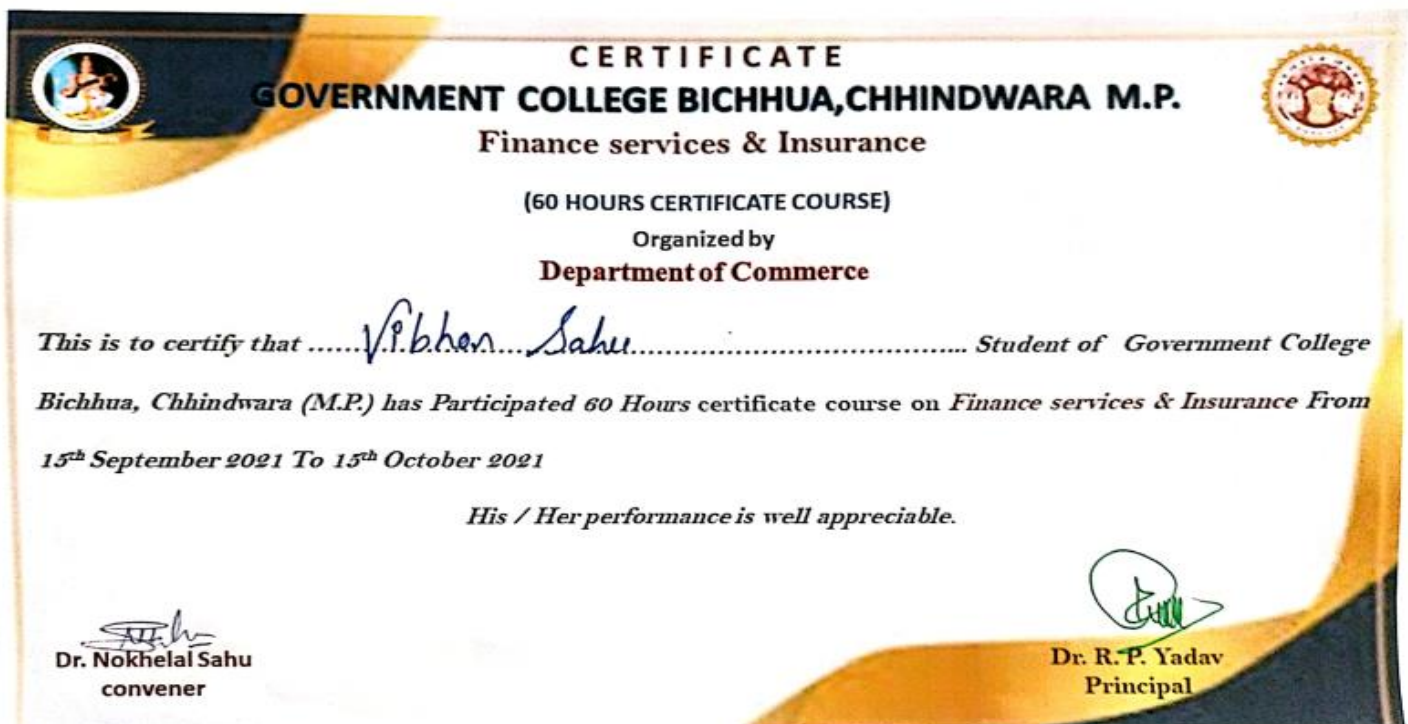 CERTIFICATE
GOVERNMENT COLLEGE BICHHUA,CHHINDWARA M.P.
Finance services & Insurance
(60 HOURS CERTIFICATE COURSE)
Organized by
Department of Commerce
This is to certify that ......Vibhan Sahu........................................ Student of Government College
Bichhua, Chhindwara (M.P.) has Participated 60 Hours certificate course on Finance services & Insurance From
15th September 2021 To 15th October 2021
His / Her performance is well appreciable.
Dr. Nokhelal Sahu
convener
Dr. R. P. Yadav
Principal